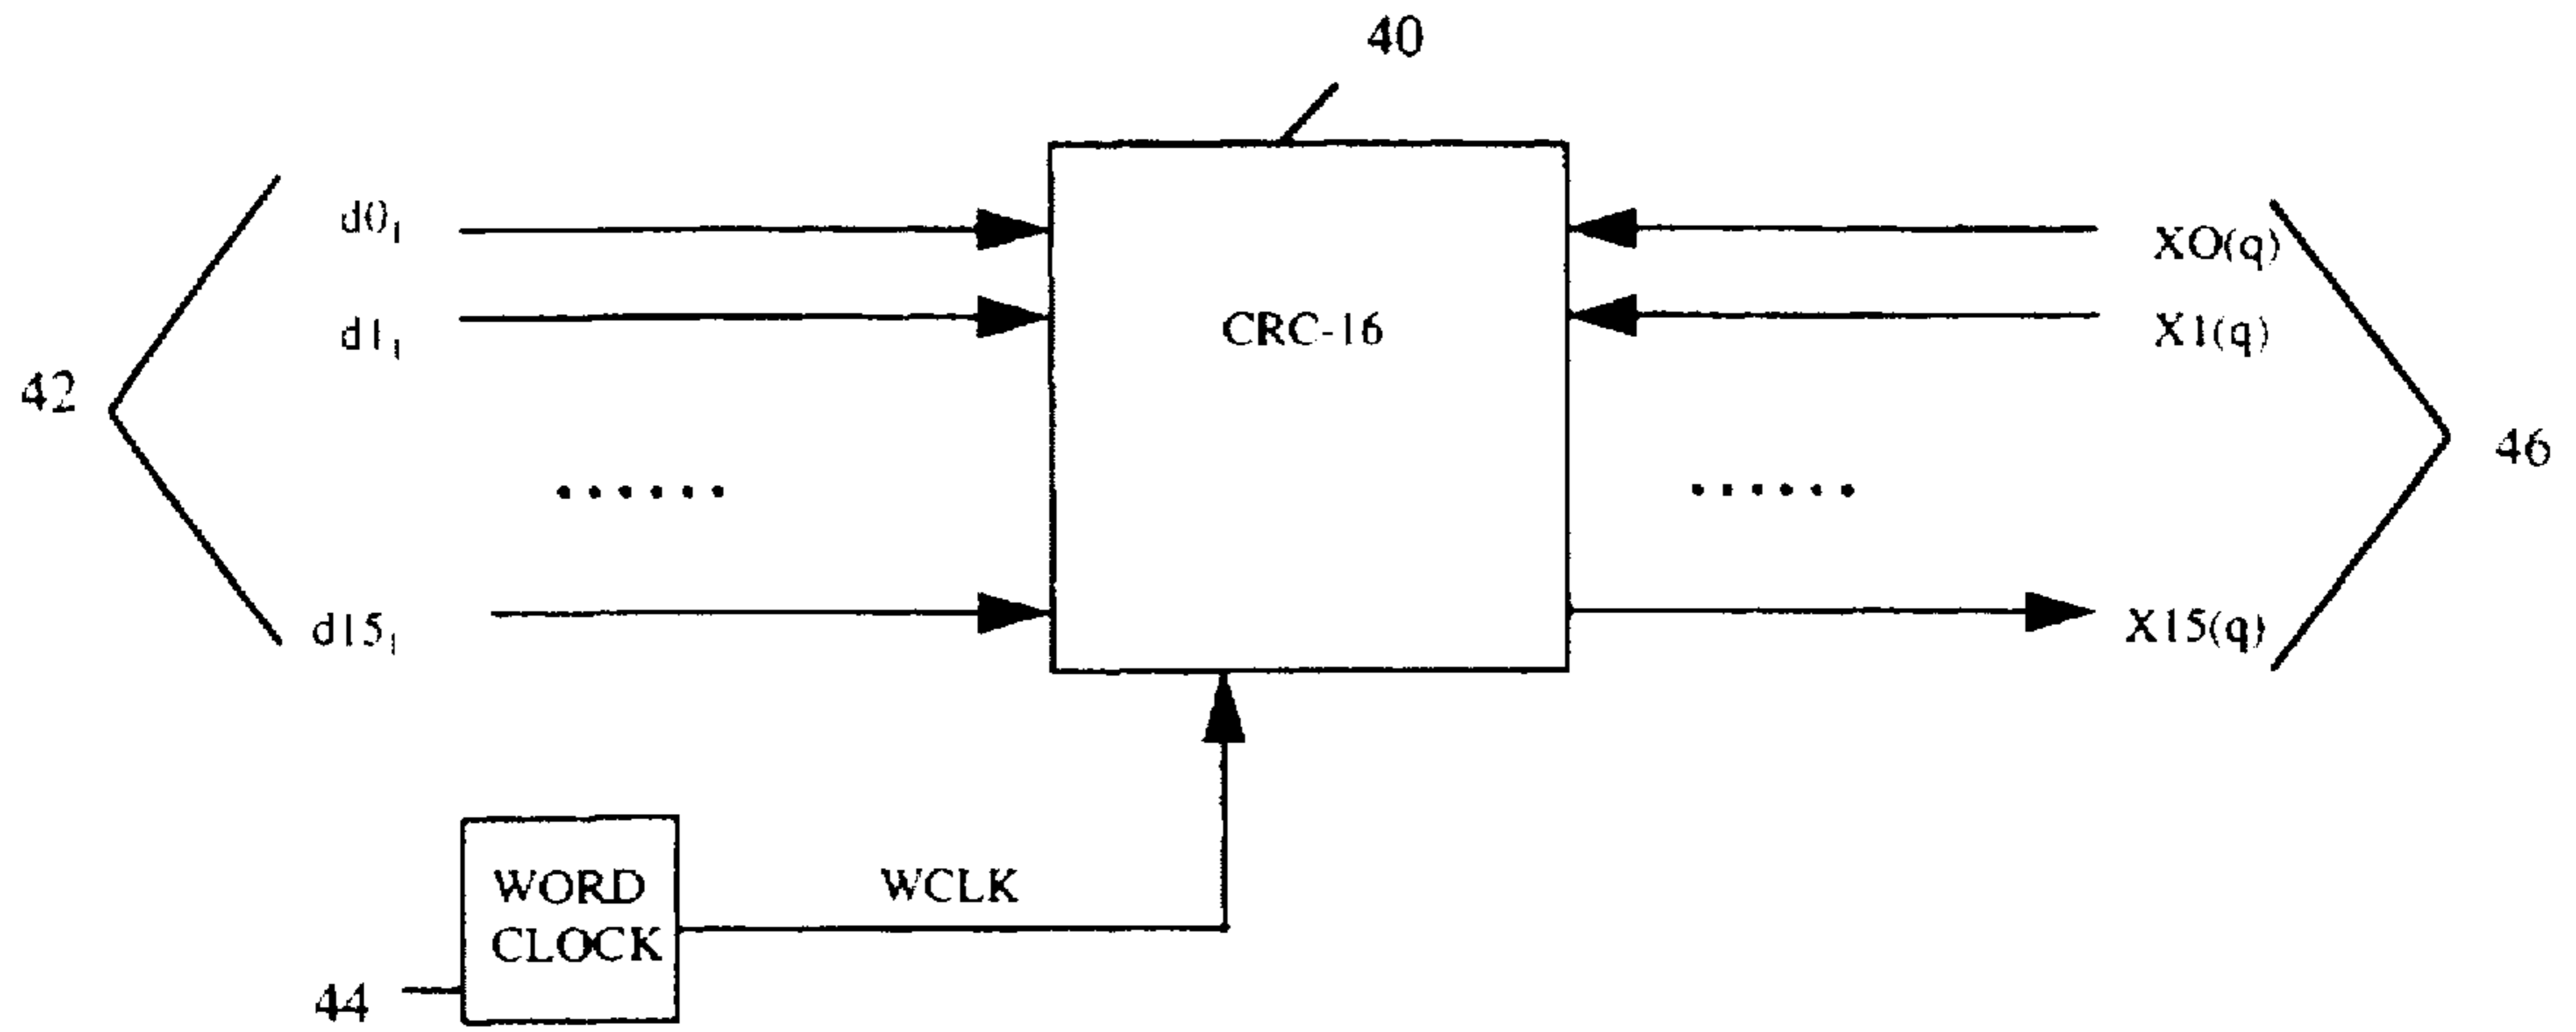 40
d0₁
XO(q)
d1₁
CRC-16
X1(q)
42
46
......
......
d15₁
X15(q)
WORD
CLOCK
WCLK
44